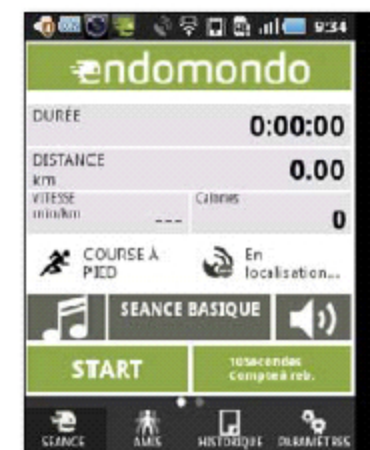 9:34
endomondo
DURÉE
0:00:00
DISTANCE
km
0.00
VITESSE
min/km
---
Calories
0
COURSE À
PIED
En
localisation...
SEANCE BASIQUE
START
10Secondes
Compte à reb.
SEANCE
AMIS
HISTORIQUE
PARAMETRES